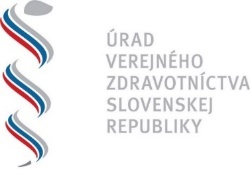 ÚRAD
VEREJNÉHO
ZDRAVOTNÍCTVA
SLOVENSKEJ
REPUBLIKY